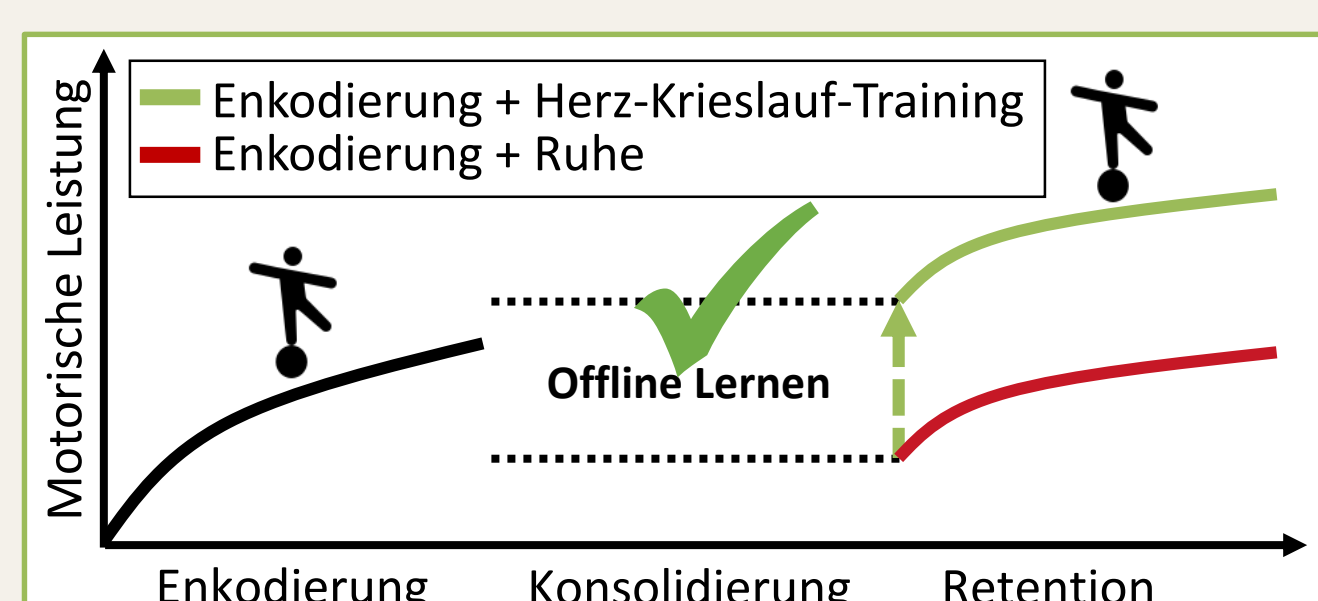 Enkodierung + Herz-Krieslauf-Training
Enkodierung + Ruhe
Motorische Leistung
Offline Lernen
Enkodierung
Konsolidierung
Retention